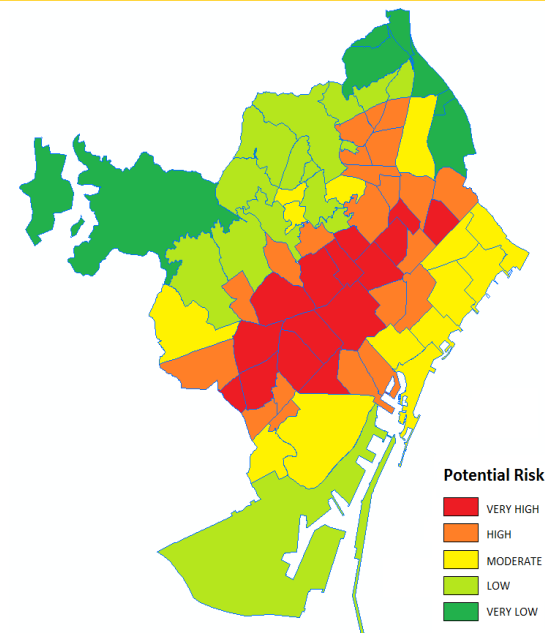 Potential Risk
VERY HIGH
HIGH
MODERATE
LOW
VERY LOW